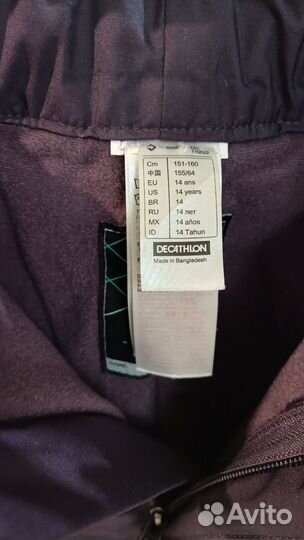 Cm 151-160
中国 155/64
EU 14 ans
US 14 years
BR 14
RU 14 лет
MX 14 años
ID 14 Tahun
DECATHLON
Made in Bangladesh
Avito